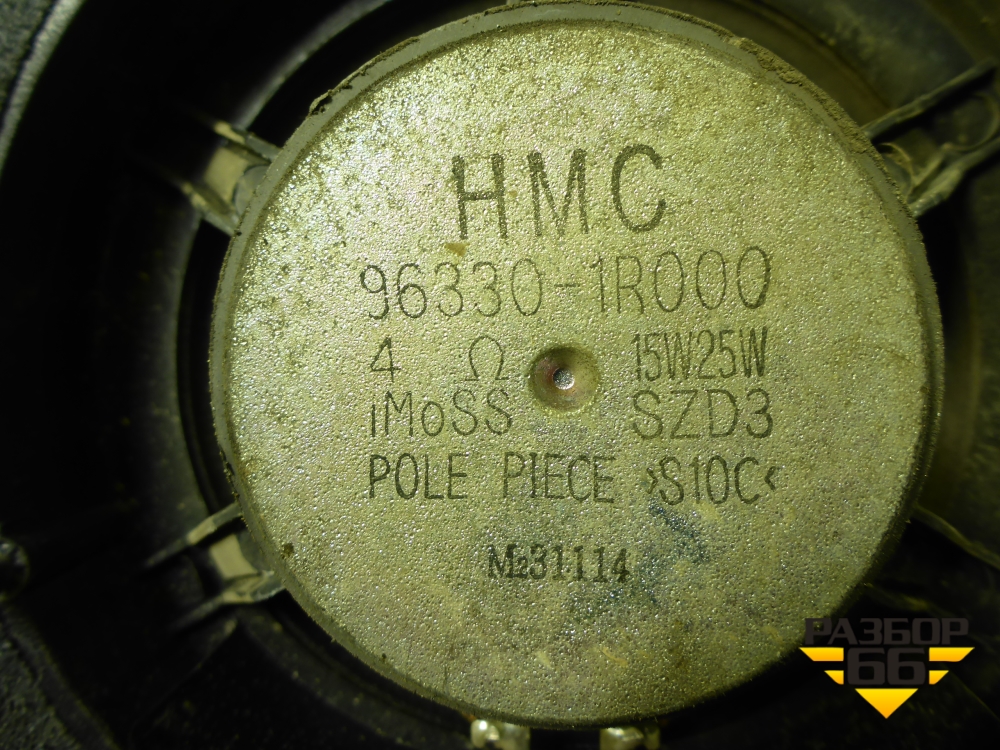 HMC
96330-1R000
4 Ω 15W25W
iMoSS SZD3
POLE PIECE >S10C<
M231114
РАЗБОР
66